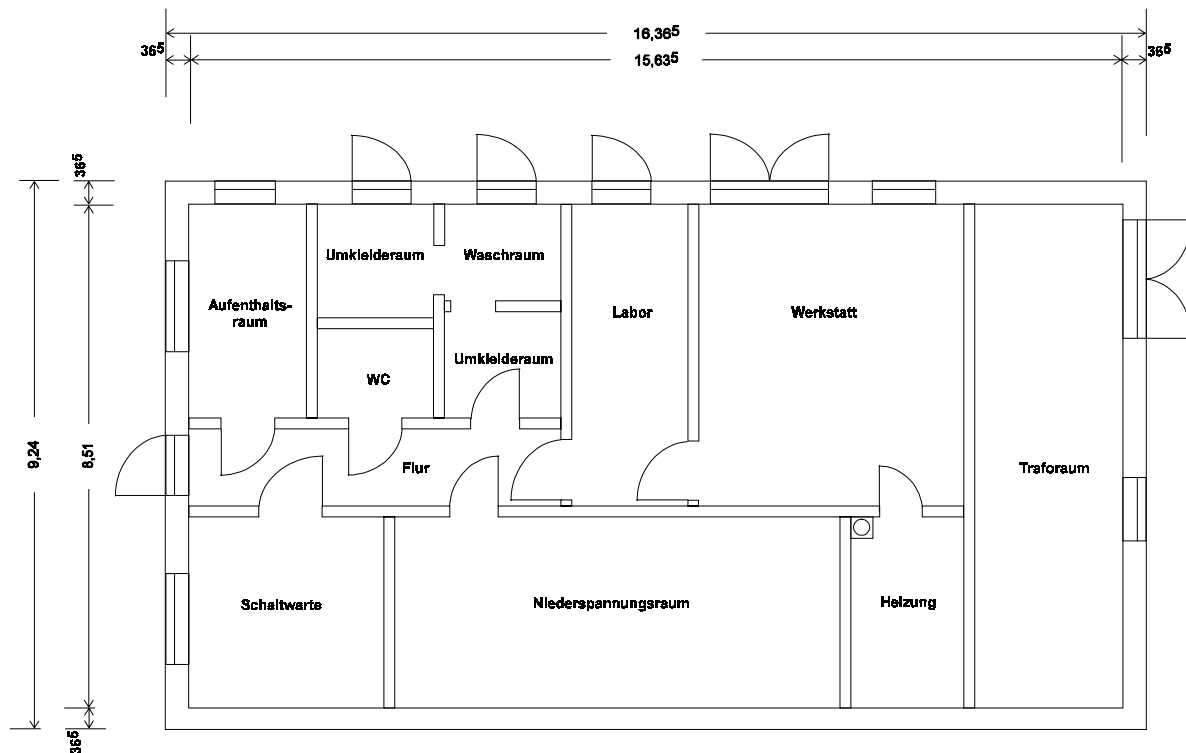 16,36⁵
36⁵
15,63⁵
36⁵
36⁵
Umkleideraum
Waschraum
Aufenthalts-
raum
Labor
Werkstatt
Umkleideraum
WC
9,24
8,51
Flur
Traforaum
Schaltwarte
Niederspannungsraum
Heizung
36⁵